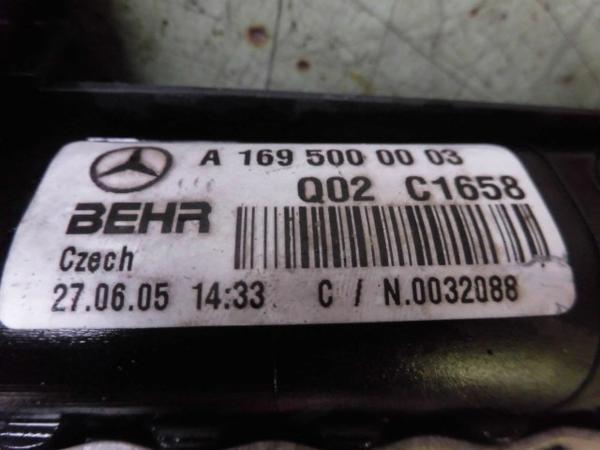 A 169 500 00 03
Q02 C1658
BEHR
Czech
27.06.05 14:33 C / N.0032088